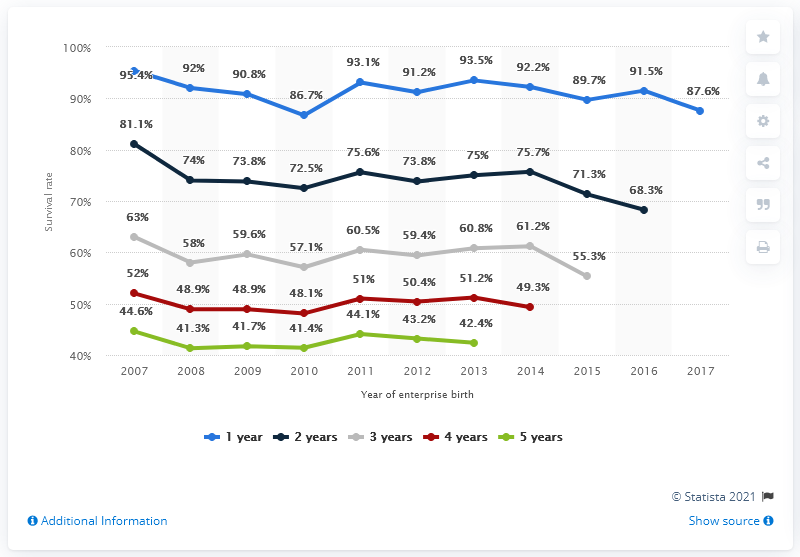 100%
90%
80%
70%
60%
50%
40%
Survival rate
95.4% 92% 90.8% 86.7% 93.1% 91.2% 93.5% 92.2% 89.7% 91.5% 87.6%
81.1% 74% 73.8% 72.5% 75.6% 73.8% 75% 75.7% 71.3% 68.3%
63% 58% 59.6% 57.1% 60.5% 59.4% 60.8% 61.2% 55.3%
52% 48.9% 48.9% 48.1% 51% 50.4% 51.2% 49.3%
44.6% 41.3% 41.7% 41.4% 44.1% 43.2% 42.4%
2007 2008 2009 2010 2011 2012 2013 2014 2015 2016 2017
Year of enterprise birth
1 year 2 years 3 years 4 years 5 years
© Statista 2021
Additional Information Show source